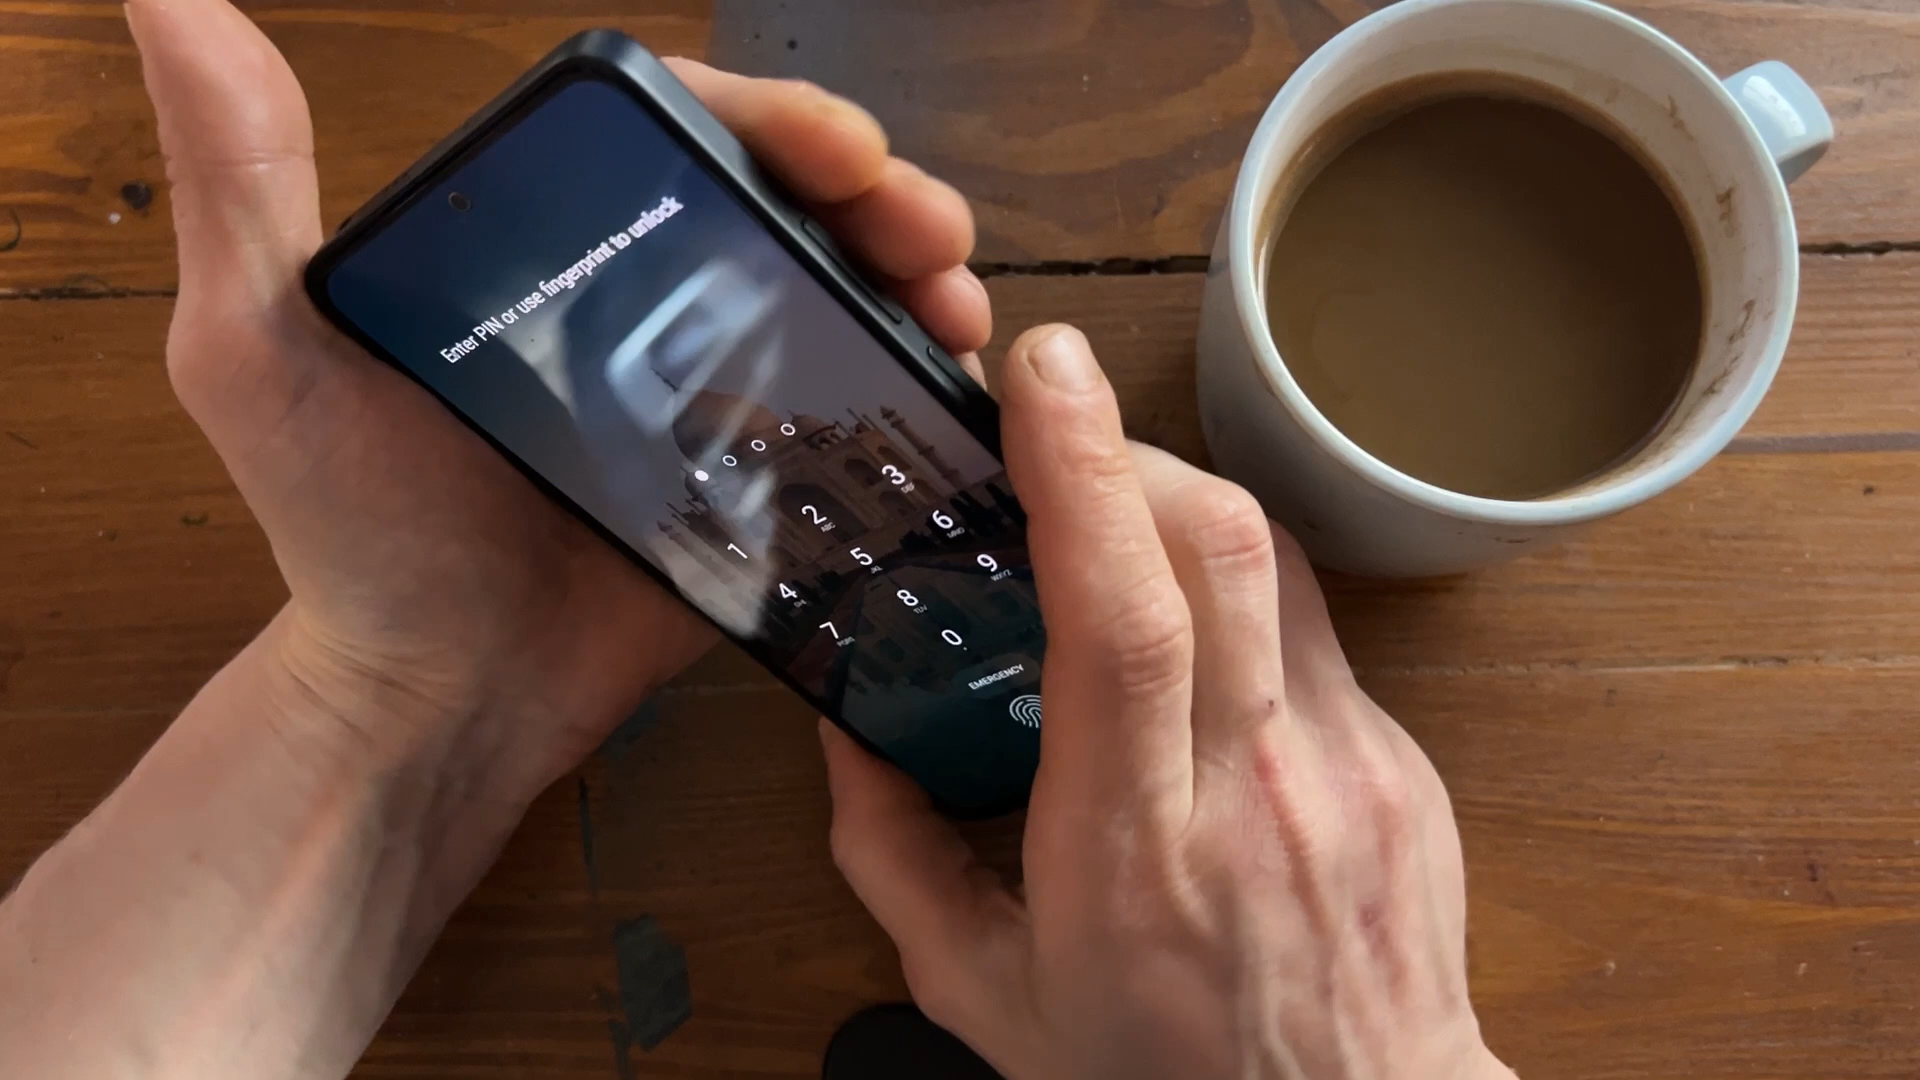 Enter PIN or use fingerprint to unlock
1
2 ABC
3 DEF
4 GHI
5 JKL
6 MNO
7 PQRS
8 TUV
9 WXYZ
0
EMERGENCY